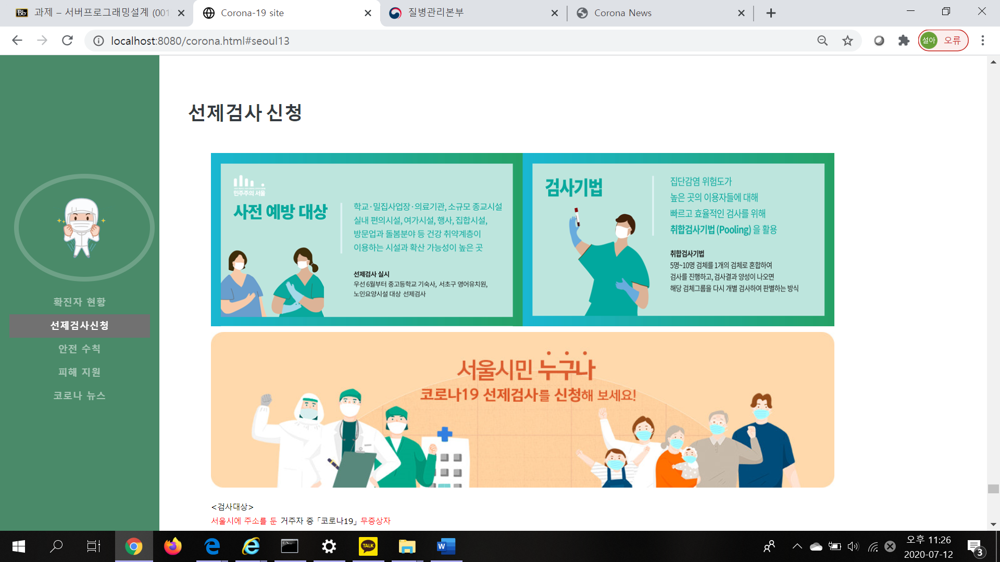 과제 – 서버프로그래밍설계 (001
Corona-19 site
질병관리본부
Corona News
localhost:8080/corona.html#seoul13
설아 오류
선제검사 신청
확진자 현황
선제검사신청
안전 수칙
피해 지원
코로나 뉴스
민주주의 서울
사전 예방 대상
학교·밀집사업장·의료기관, 소규모 종교시설
실내 편의시설, 여가시설, 행사, 집합시설,
방문업과 돌봄분야 등 건강 취약계층이
이용하는 시설과 확산 가능성이 높은 곳
선제검사 실시
우선 6월부터 중고등학교 기숙사, 서초구 영어유치원,
노인요양시설 대상 선제검사
검사기법
집단감염 위험도가
높은 곳의 이용자들에 대해
빠르고 효율적인 검사를 위해
취합검사기법 (Pooling) 을 활용
취합검사기법
5명~10명 검체를 1개의 검체로 혼합하여
검사를 진행하고, 검사결과 양성이 나오면
해당 검체그룹을 다시 개별 검사하여 판별하는 방식
서울시민 누구나
코로나19 선제검사를 신청해 보세요!
<검사대상>
서울시에 주소를 둔 거주자 중 「코로나19」 무증상자
TALK
오후 11:26
2020-07-12
3